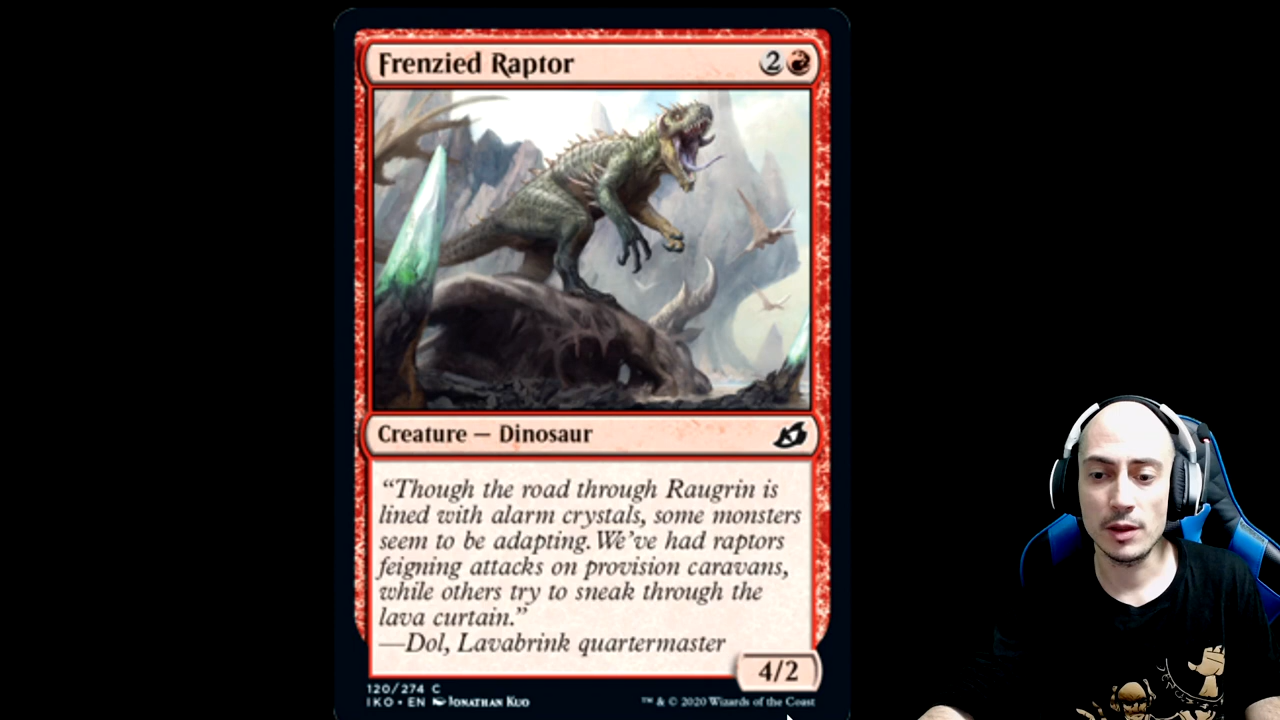 Frenzied Raptor 2
Creature — Dinosaur
“Though the road through Raugrin is
lined with alarm crystals, some monsters
seem to be adapting. We’ve had raptors
feigning attacks on provision caravans,
while others try to sneak through the
lava curtain.”
—Dol, Lavabrink quartermaster
4/2
120/274 C
IKO • EN Jonathan Kuo
™ & © 2020 Wizards of the Coast